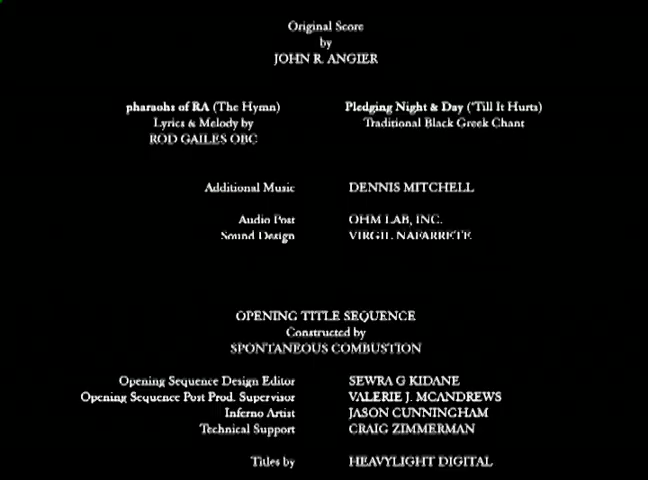 Original Score
by
JOHN R. ANGIER
pharaohs of RA (The Hymn)
Lyrics & Melody by
ROD GAILES OBC
Pledging Night & Day ('Till It Hurts)
Traditional Black Greek Chant
Additional Music DENNIS MITCHELL
Audio Post OHM LAB, INC.
Sound Design VIRGIL NAFARRETE
OPENING TITLE SEQUENCE
Constructed by
SPONTANEOUS COMBUSTION
Opening Sequence Design Editor SEWRA G KIDANE
Opening Sequence Post Prod. Supervisor VALERIE J. MCANDREWS
Inferno Artist JASON CUNNINGHAM
Technical Support CRAIG ZIMMERMAN
Titles by HEAVYLIGHT DIGITAL